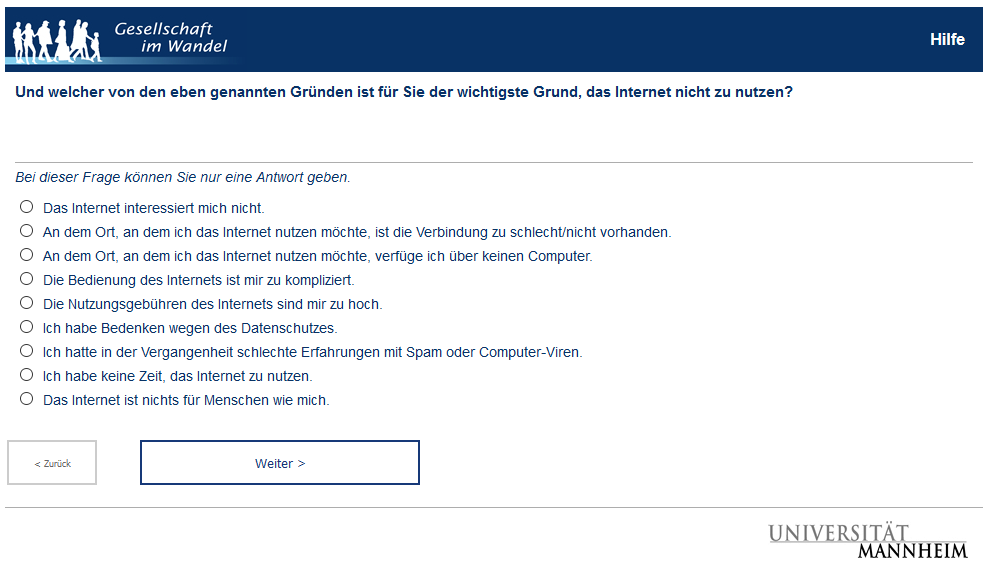 Gesellschaft
im Wandel
Hilfe
Und welcher von den eben genannten Gründen ist für Sie der wichtigste Grund, das Internet nicht zu nutzen?
Bei dieser Frage können Sie nur eine Antwort geben.
Das Internet interessiert mich nicht.
An dem Ort, an dem ich das Internet nutzen möchte, ist die Verbindung zu schlecht/nicht vorhanden.
An dem Ort, an dem ich das Internet nutzen möchte, verfüge ich über keinen Computer.
Die Bedienung des Internets ist mir zu kompliziert.
Die Nutzungsgebühren des Internets sind mir zu hoch.
Ich habe Bedenken wegen des Datenschutzes.
Ich hatte in der Vergangenheit schlechte Erfahrungen mit Spam oder Computer-Viren.
Ich habe keine Zeit, das Internet zu nutzen.
Das Internet ist nichts für Menschen wie mich.
< Zurück
Weiter >
UNIVERSITÄT
MANNHEIM